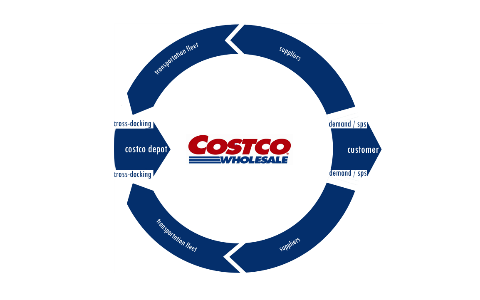 transportation fleet
suppliers
cross-docking
demand / sps
costco depot
COSTCO
WHOLESALE
customer
cross-docking
demand / sps
transportation fleet
suppliers